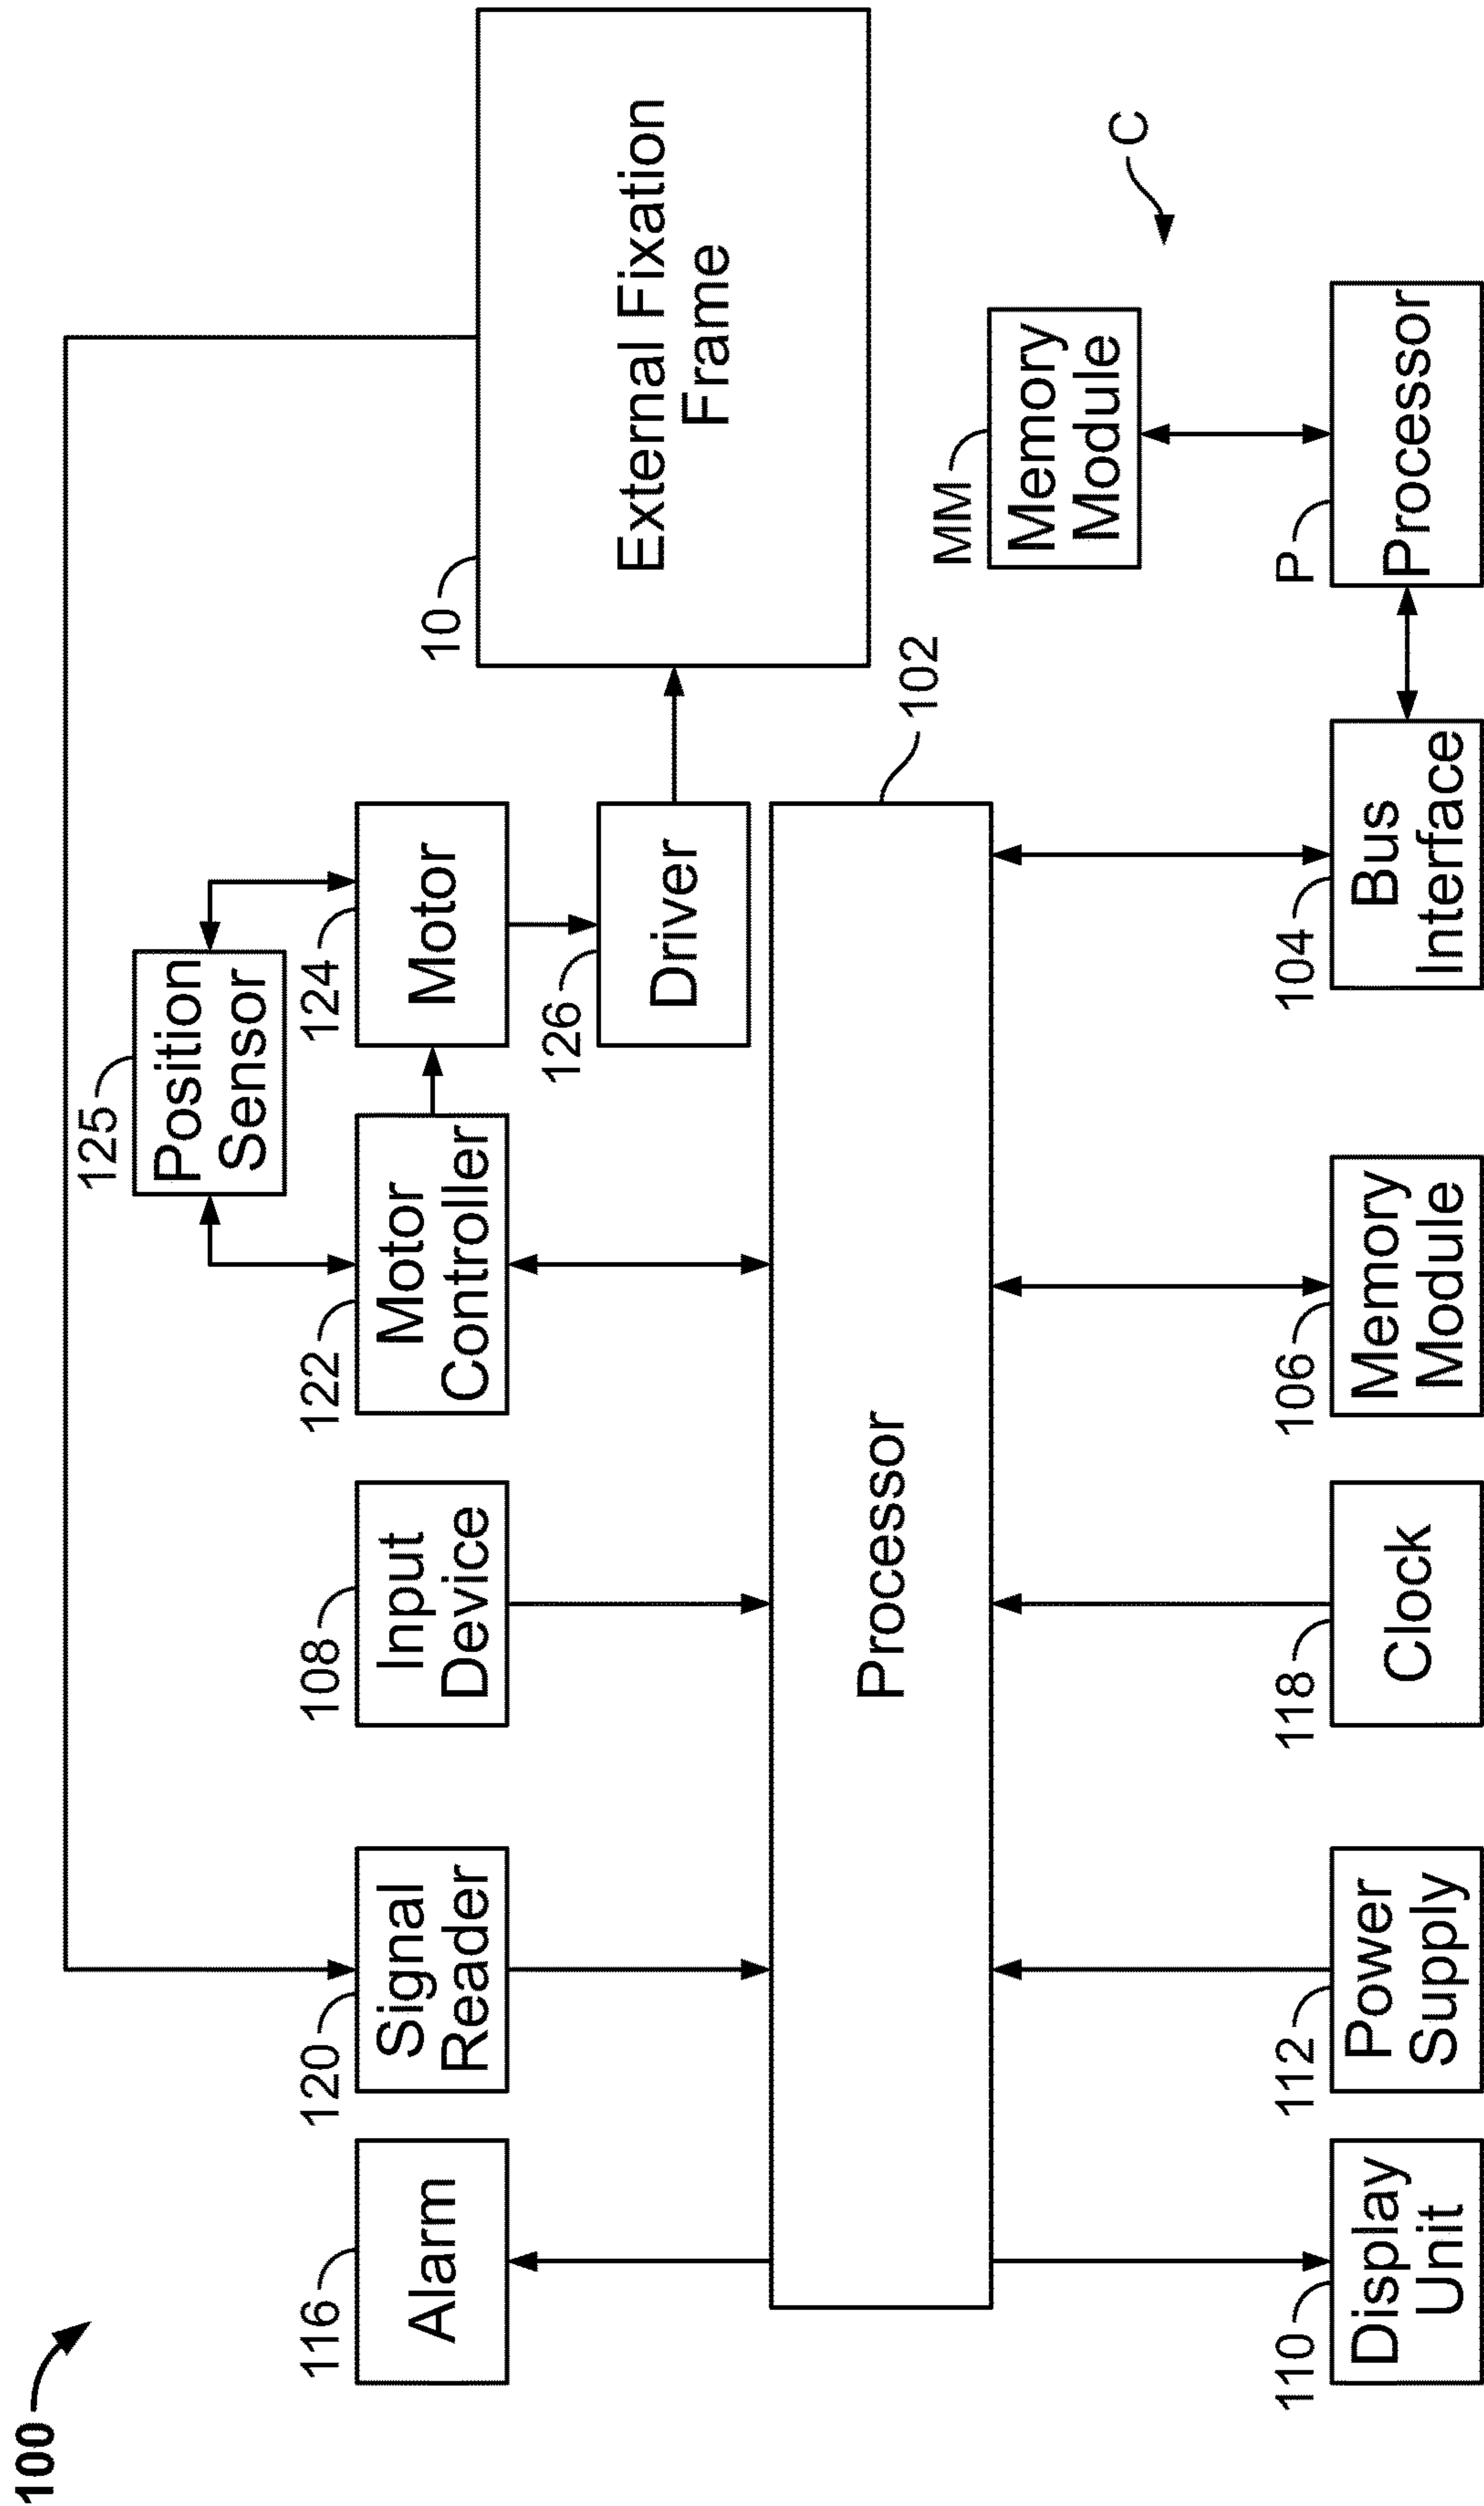 100
116
Alarm
120
Signal
Reader
108
Input
Device
122
Motor
Controller
125
Position
Sensor
124
Motor
126
Driver
10
External Fixation
Frame
Processor
102
110
Display
Unit
112
Power
Supply
118
Clock
106
Memory
Module
104
Bus
Interface
MM
Memory
Module
P
Processor
C